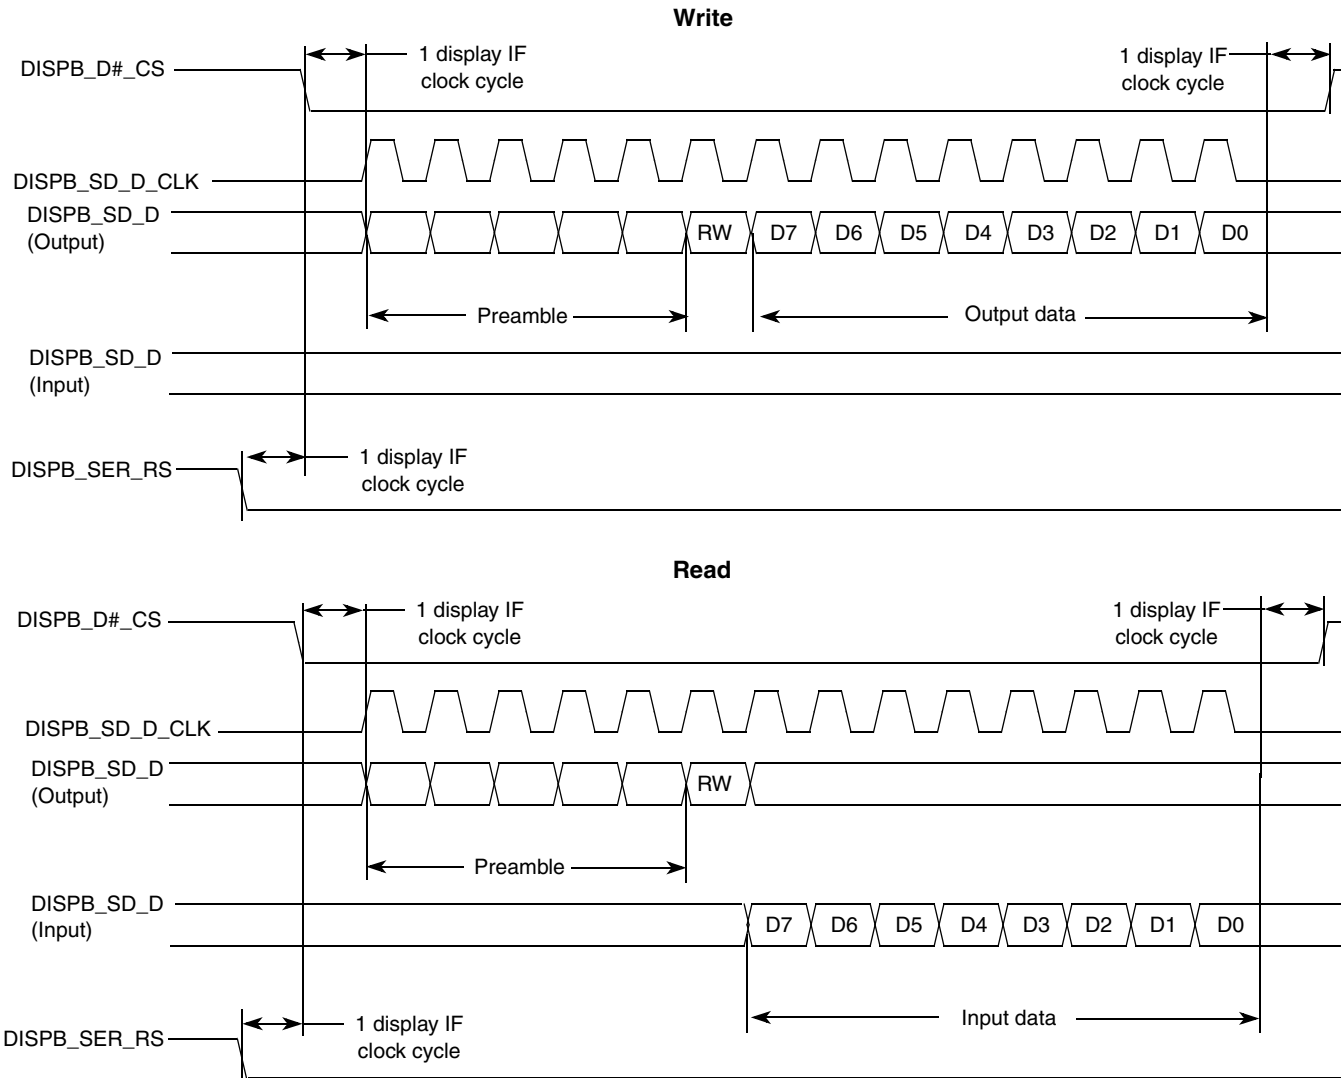 Write
DISPB_D#_CS
1 display IF
clock cycle
1 display IF
clock cycle
DISPB_SD_D_CLK
DISPB_SD_D
(Output)
RW D7 D6 D5 D4 D3 D2 D1 D0
Preamble
Output data
DISPB_SD_D
(Input)
DISPB_SER_RS
1 display IF
clock cycle
Read
DISPB_D#_CS
1 display IF
clock cycle
1 display IF
clock cycle
DISPB_SD_D_CLK
DISPB_SD_D
(Output)
RW
Preamble
DISPB_SD_D
(Input)
D7 D6 D5 D4 D3 D2 D1 D0
Input data
DISPB_SER_RS
1 display IF
clock cycle